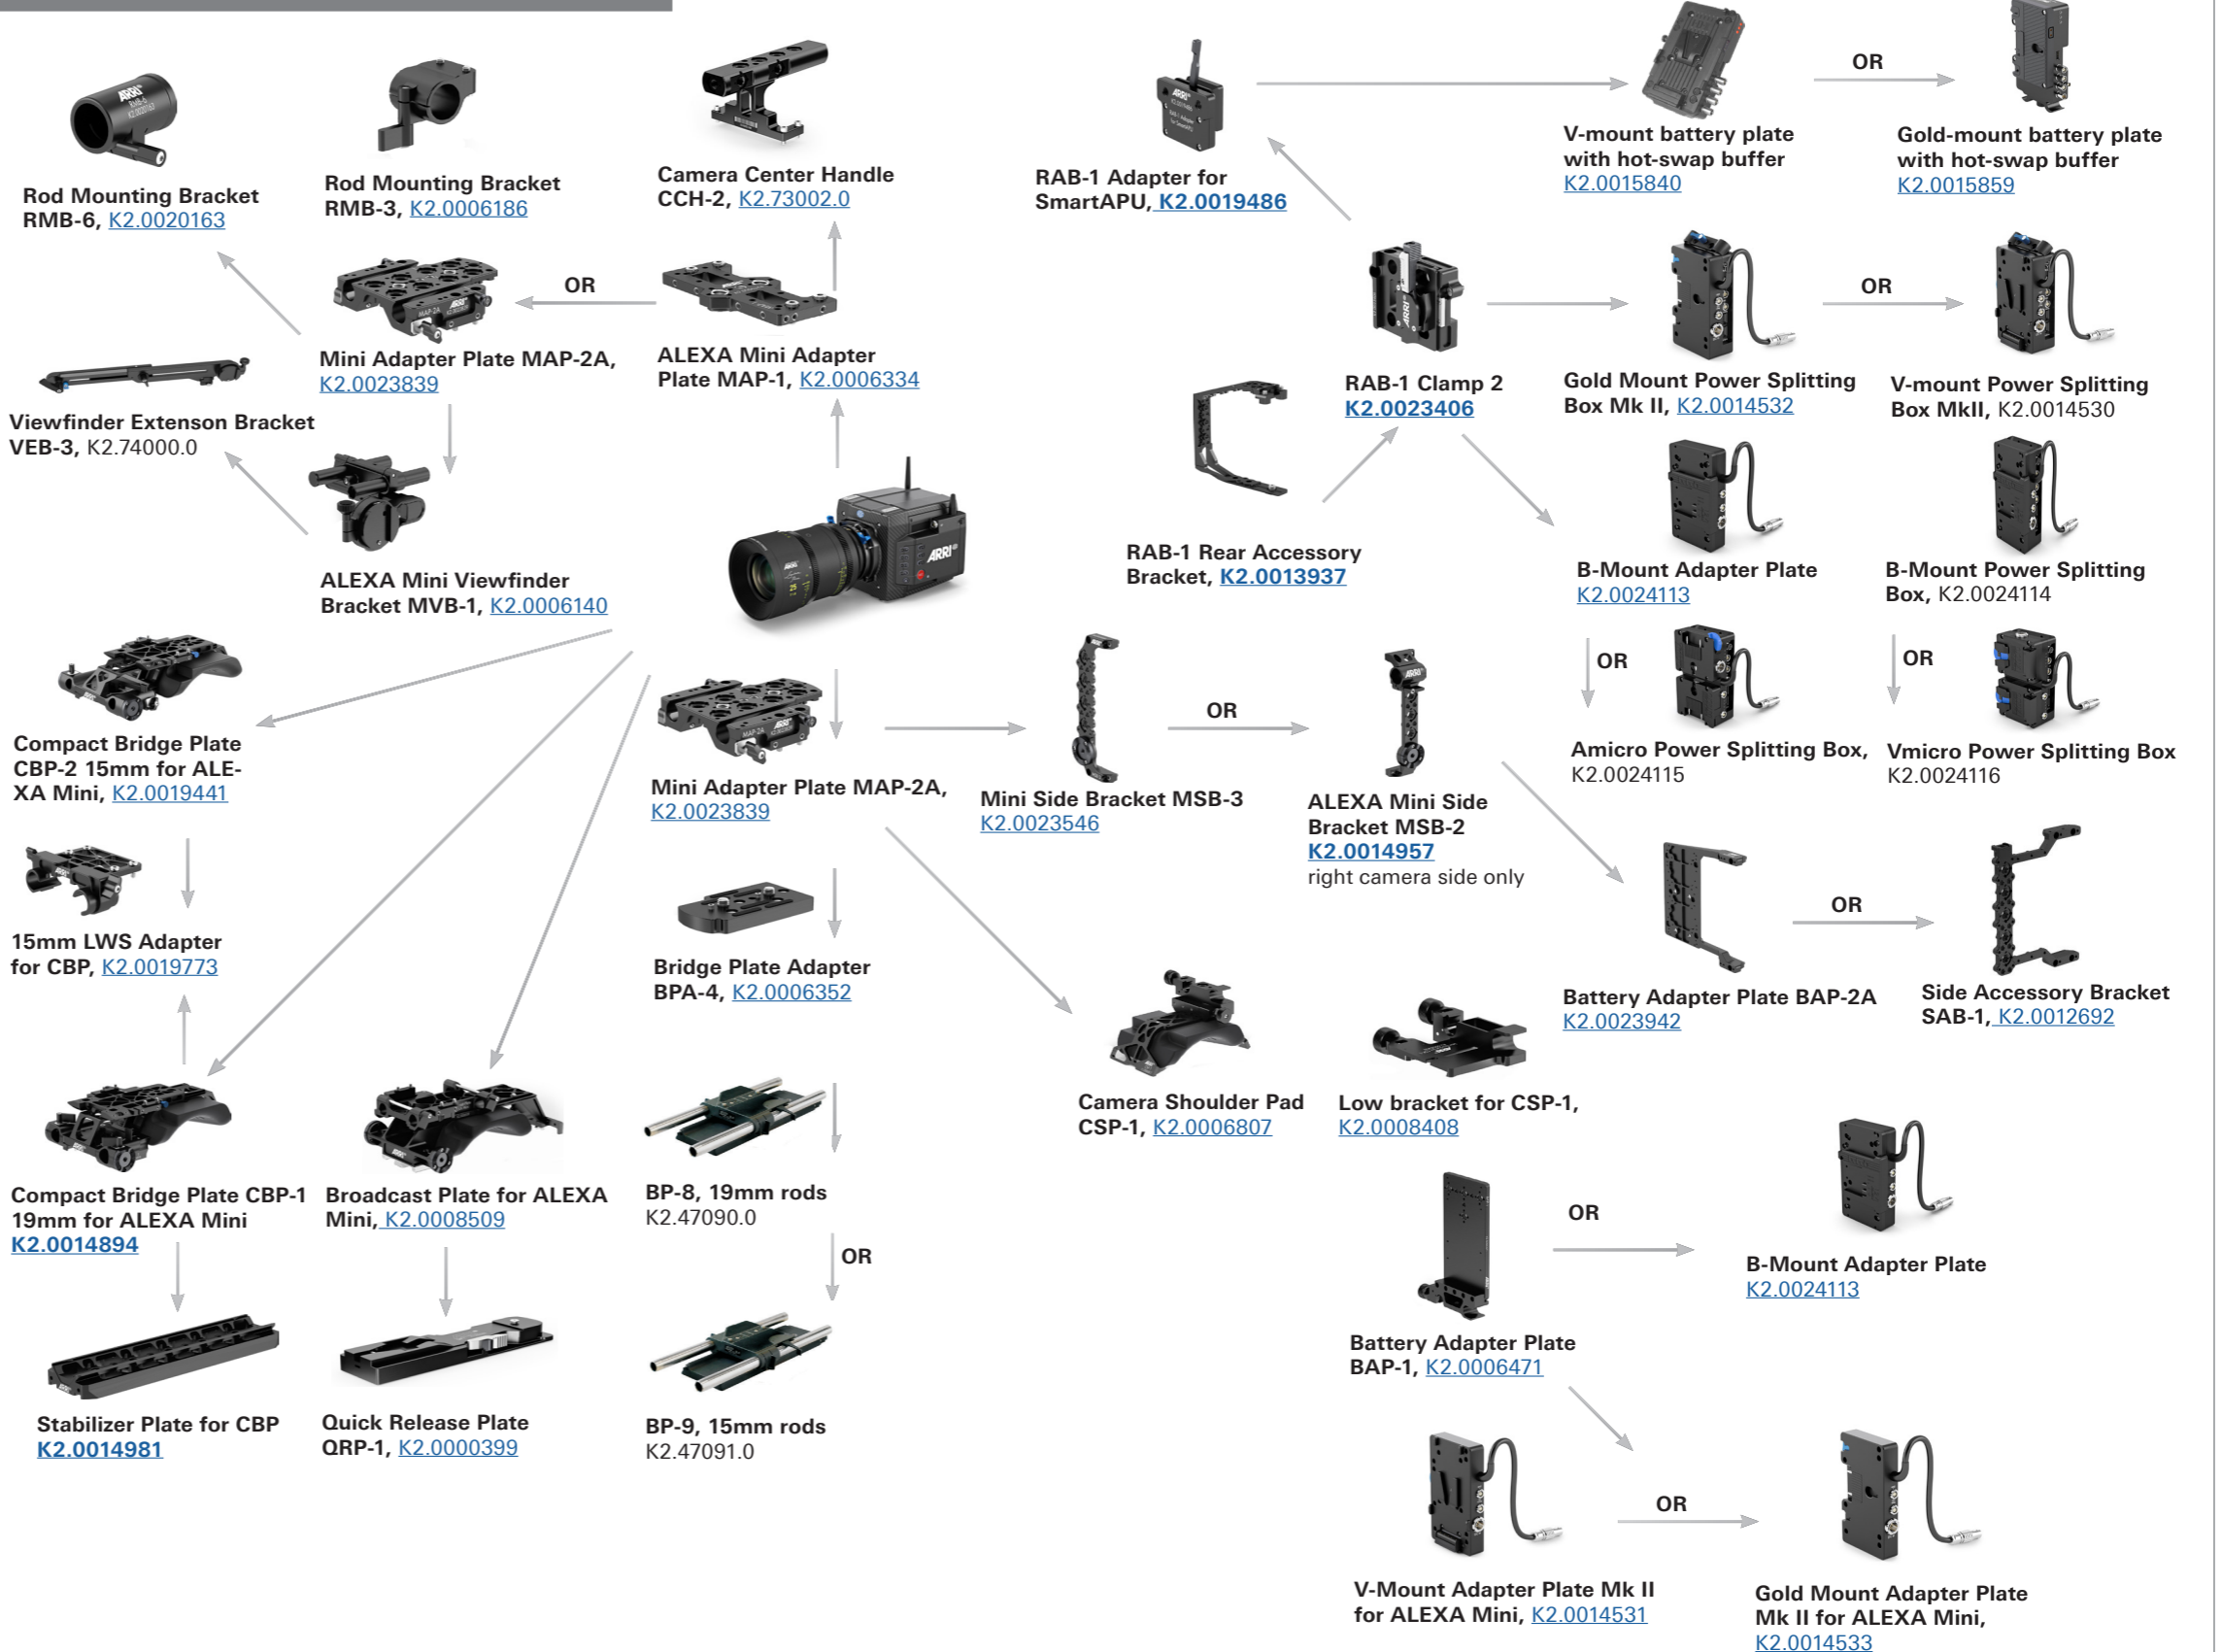 OR
V-mount battery plate
with hot-swap buffer
K2.0015840
Gold-mount battery plate
with hot-swap buffer
K2.0015859
Rod Mounting Bracket
RMB-6, K2.0020163
Rod Mounting Bracket
RMB-3, K2.0006186
Camera Center Handle
CCH-2, K2.73002.0
RAB-1 Adapter for
SmartAPU, K2.0019486
OR
OR
Mini Adapter Plate MAP-2A,
K2.0023839
ALEXA Mini Adapter
Plate MAP-1, K2.0006334
RAB-1 Clamp 2
K2.0023406
Gold Mount Power Splitting
Box Mk II, K2.0014532
V-mount Power Splitting
Box MkII, K2.0014530
Viewfinder Extenson Bracket
VEB-3, K2.74000.0
ALEXA Mini Viewfinder
Bracket MVB-1, K2.0006140
ARRI
RAB-1 Rear Accessory
Bracket, K2.0013937
B-Mount Adapter Plate
K2.0024113
B-Mount Power Splitting
Box, K2.0024114
OR
OR
Amicro Power Splitting Box,
K2.0024115
Vmicro Power Splitting Box
K2.0024116
Compact Bridge Plate
CBP-2 15mm for ALE-
XA Mini, K2.0019441
Mini Adapter Plate MAP-2A,
K2.0023839
Mini Side Bracket MSB-3
K2.0023546
OR
ALEXA Mini Side
Bracket MSB-2
K2.0014957
right camera side only
15mm LWS Adapter
for CBP, K2.0019773
Bridge Plate Adapter
BPA-4, K2.0006352
Battery Adapter Plate BAP-2A
K2.0023942
OR
Side Accessory Bracket
SAB-1, K2.0012692
Camera Shoulder Pad
CSP-1, K2.0006807
Low bracket for CSP-1,
K2.0008408
Compact Bridge Plate CBP-1
19mm for ALEXA Mini
K2.0014894
Broadcast Plate for ALEXA
Mini, K2.0008509
BP-8, 19mm rods
K2.47090.0
OR
OR
B-Mount Adapter Plate
K2.0024113
Battery Adapter Plate
BAP-1, K2.0006471
Stabilizer Plate for CBP
K2.0014981
Quick Release Plate
QRP-1, K2.0000399
BP-9, 15mm rods
K2.47091.0
OR
V-Mount Adapter Plate Mk II
for ALEXA Mini, K2.0014531
Gold Mount Adapter Plate
Mk II for ALEXA Mini,
K2.0014533